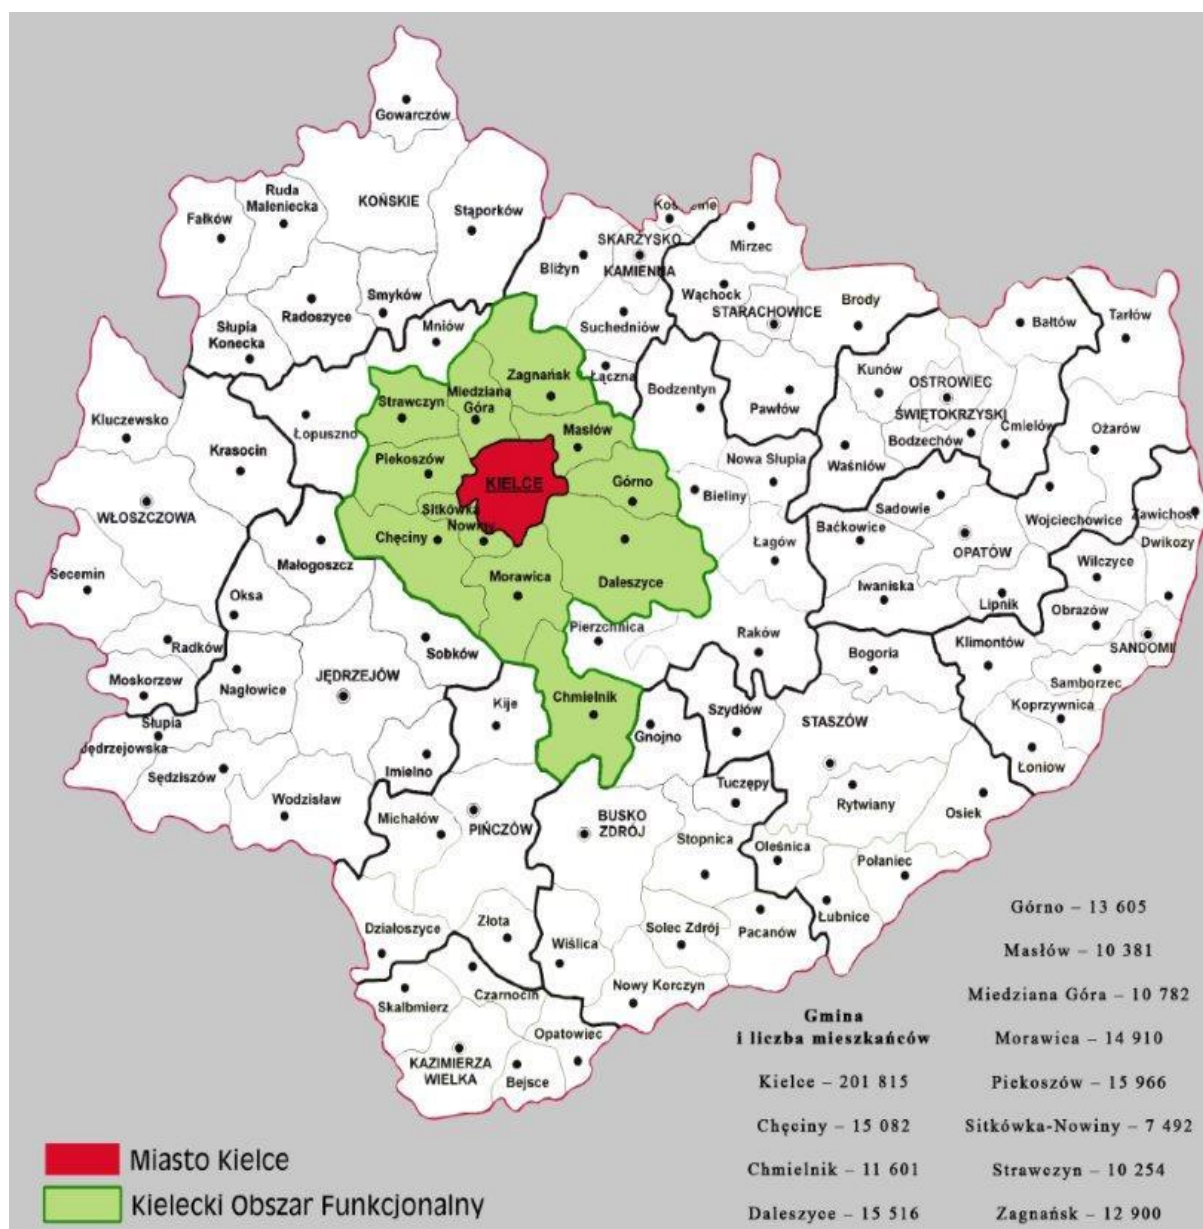 Gowarczów
Ruda
Maleniecka
KOŃSKIE
Fałków
Stąporków
Mirzec
SKARZYSKO
KAMIENNA
Bliżyn
Wąchock
STARACHOWICE
Brody
Smyków
Radoszyce
Słupia
Konecka
Mniów
Suchedniów
Bałtów
Tarłów
Łączna
Zagnańsk
Miedziana
Góra
Strawczyn
Bodzentyn
Pawłów
Kunów
OSTROWIEC
ŚWIĘTOKRZYSKI
Bodzechów
Ćmielów
Ożarów
Kluczewsko
Łopuszno
Krasocin
Masłów
Piekoszów
Nowa Słupia
Waśniów
KIELCE
Górno
Bieliny
Sadowie
Wojciechowice
Zawichost
WŁOSZCZOWA
Sitkówka
Nowiny
Chęciny
Łagów
Baćkowice
OPATÓW
Dwikozy
Małogoszcz
Morawica
Daleszyce
Secemin
Oksa
Iwaniska
Lipnik
Wilczyce
Obrazów
Radków
Sobków
Pierzchnica
Raków
Bogoria
Klimontów
SANDOMI
Moskorzew
Nagłowice
JĘDRZEJÓW
Samborzec
Kije
Chmielnik
Szydłów
STASZÓW
Koprzywnica
Słupia
Jędrzejowska
Gnojno
Łoniow
Sędziszów
Imielno
Wodzisław
Tuczępy
Rytwiany
Osiek
Michałów
PIŃCZÓW
BUSKO
ZDRÓJ
Stopnica
Oleśnica
Połaniec
Działoszyce
Złota
Wiślica
Solec Zdrój
Pacanów
Łubnice
Skalbmierz
Czarnocin
Nowy Korczyn
Opatowiec
KAZIMIERZA
WIELKA
Bejsce
Gmina
i liczba mieszkańców
Kielce – 201 815
Chęciny – 15 082
Chmielnik – 11 601
Daleszyce – 15 516
Górno – 13 605
Masłów – 10 381
Miedziana Góra – 10 782
Morawica – 14 910
Piekoszów – 15 966
Sitkówka-Nowiny – 7 492
Strawczyn – 10 254
Zagnańsk – 12 900
Miasto Kielce
Kielecki Obszar Funkcjonalny